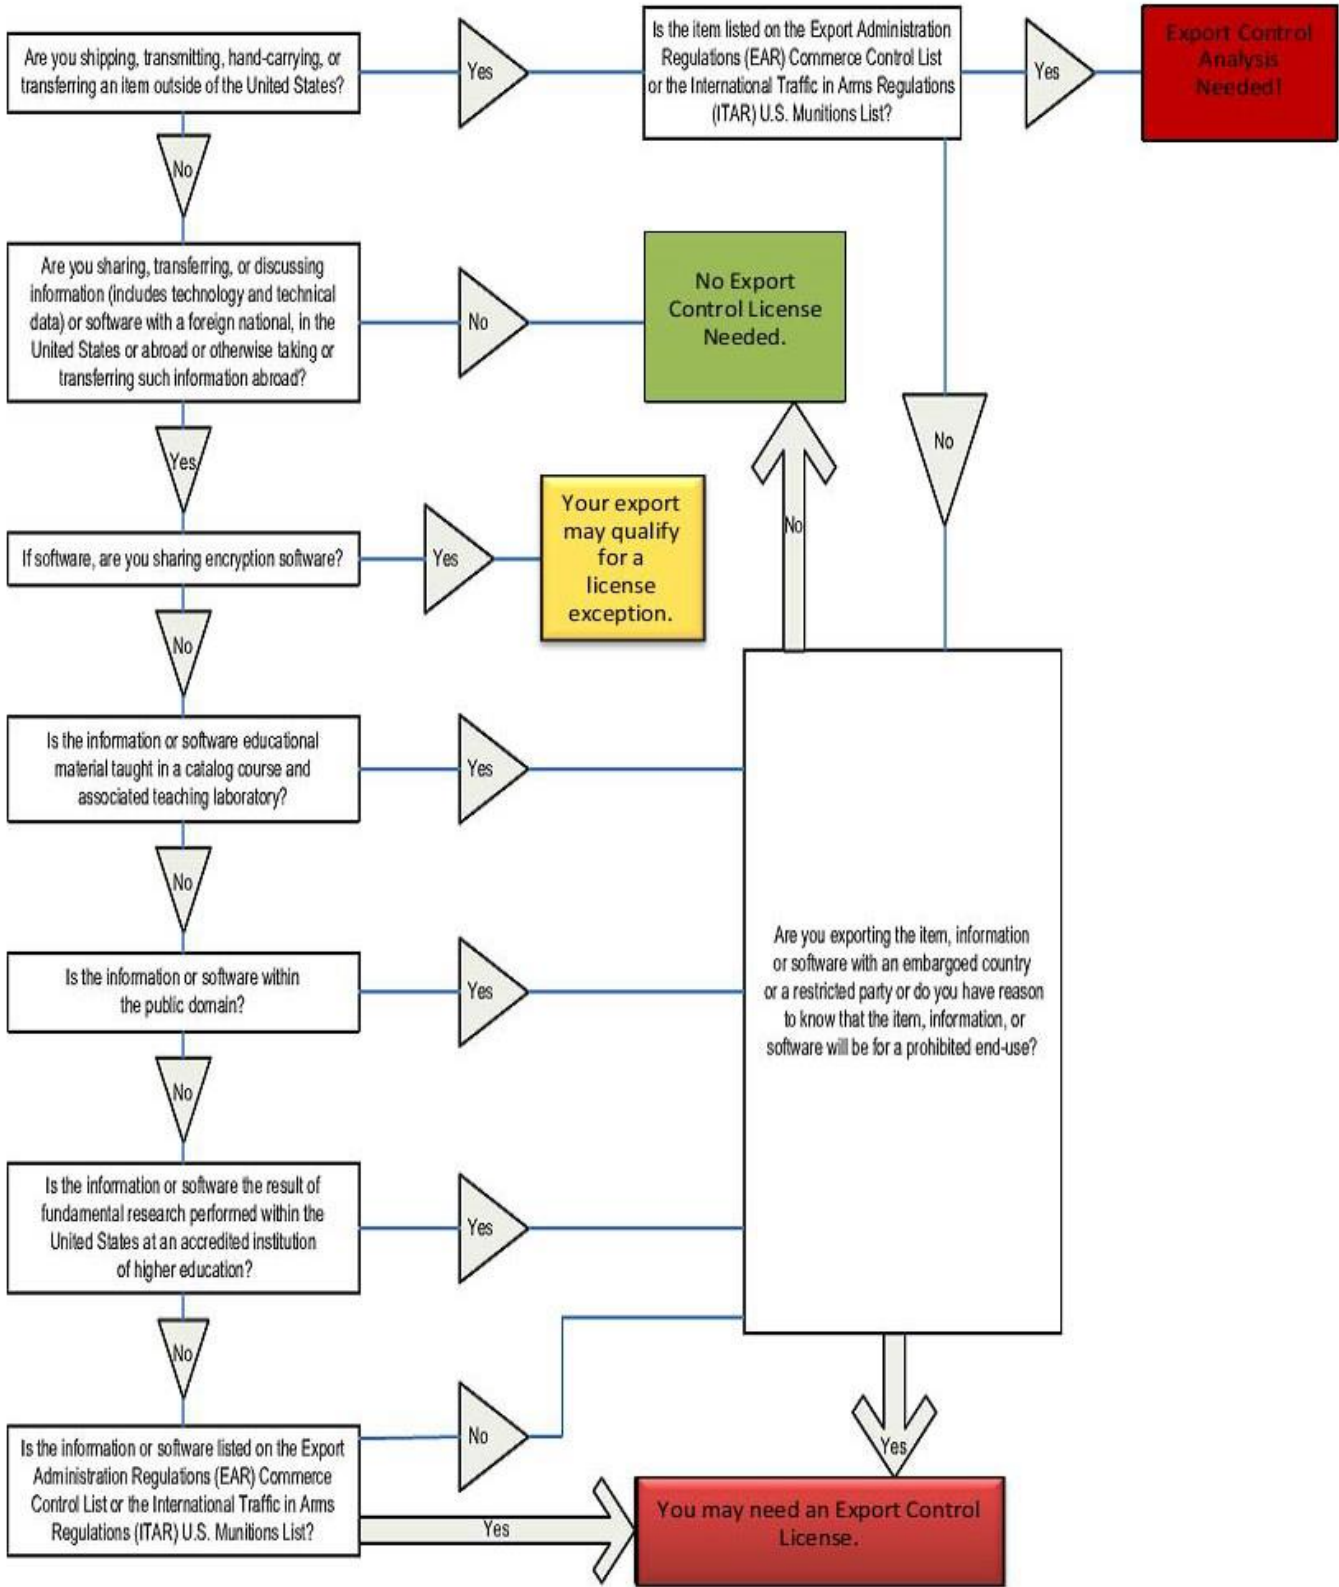 Are you shipping, transmitting, hand-carrying, or
transferring an item outside of the United States?
Yes
Is the item listed on the Export Administration
Regulations (EAR) Commerce Control List
or the International Traffic in Arms Regulations
(ITAR) U.S. Munitions List?
Yes
Export Control
Analysis
Needed!
No
Are you sharing, transferring, or discussing
information (includes technology and technical
data) or software with a foreign national, in the
United States or abroad or otherwise taking or
transferring such information abroad?
No
No Export
Control License
Needed.
No
Yes
No
If software, are you sharing encryption software?
Yes
Your export
may qualify
for a
license
exception.
No
Is the information or software educational
material taught in a catalog course and
associated teaching laboratory?
Yes
No
Is the information or software within
the public domain?
Yes
Are you exporting the item, information
or software with an embargoed country
or a restricted party or do you have reason
to know that the item, information, or
software will be for a prohibited end-use?
No
Is the information or software the result of
fundamental research performed within the
United States at an accredited institution
of higher education?
Yes
No
Is the information or software listed on the Export
Administration Regulations (EAR) Commerce
Control List or the International Traffic in Arms
Regulations (ITAR) U.S. Munitions List?
No
Yes
Yes
You may need an Export Control
License.